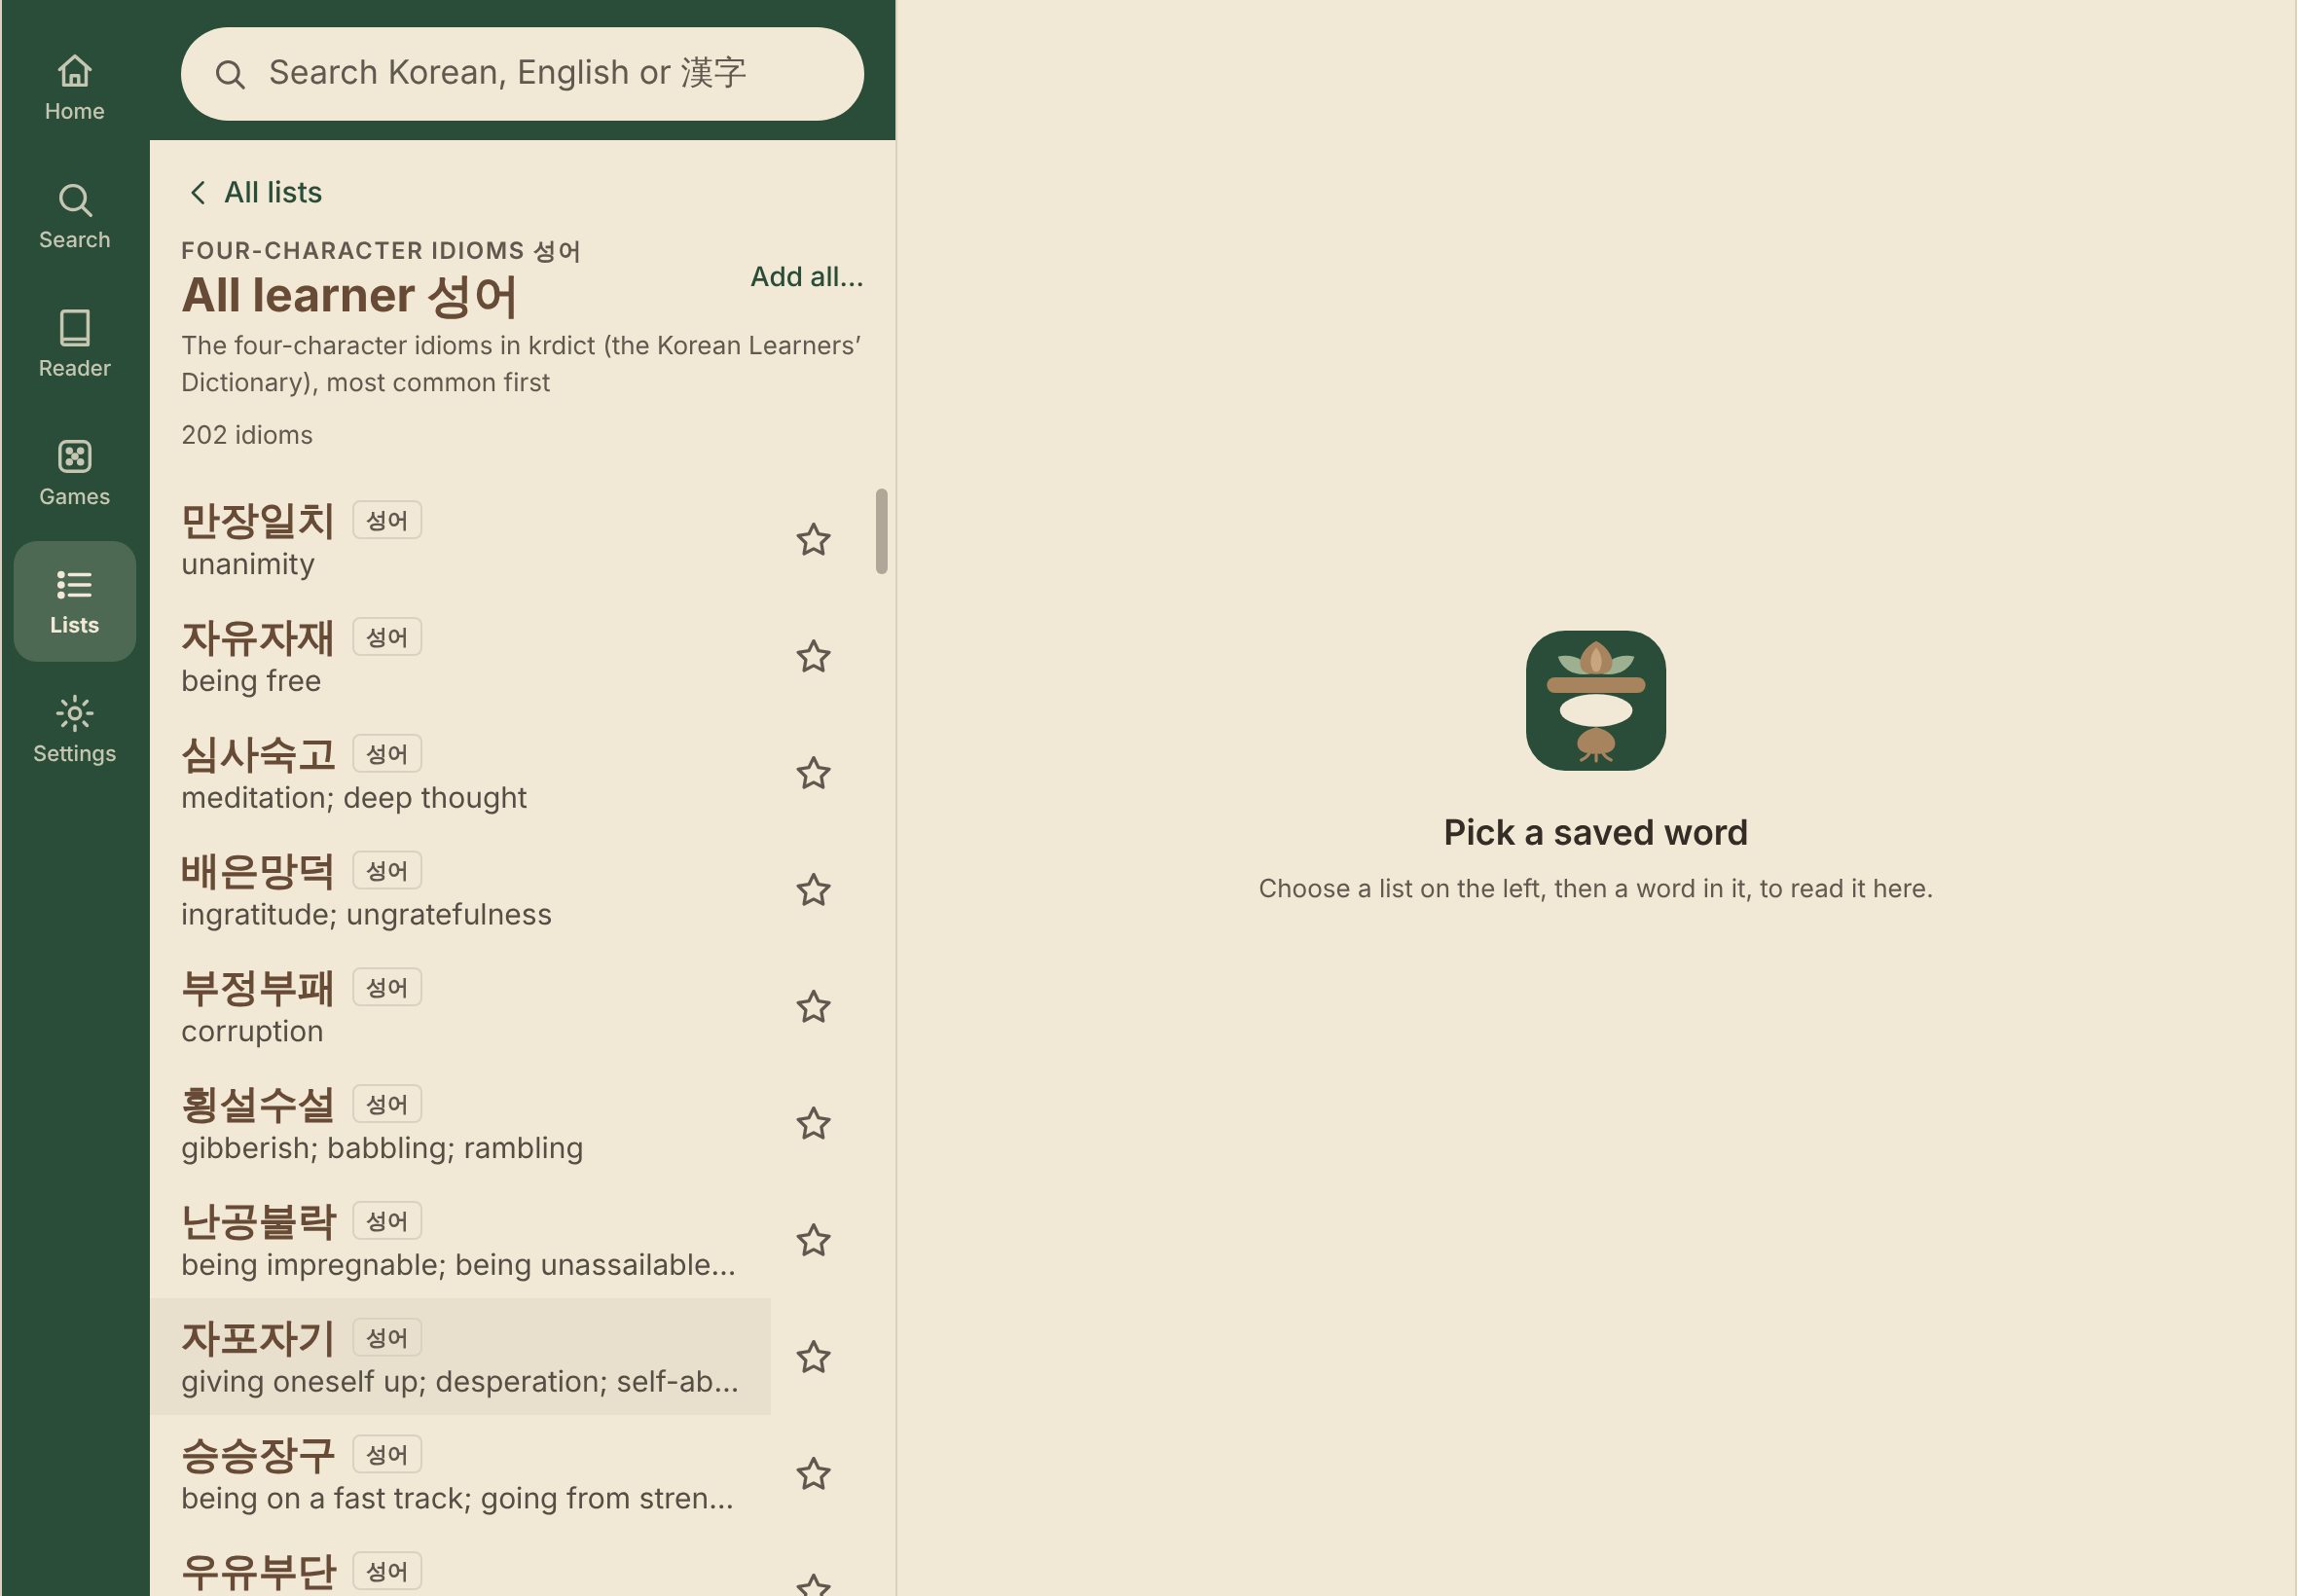 Home
Search
Reader
Games
Lists
Settings
Search Korean, English or 漢字
All lists
FOUR-CHARACTER IDIOMS 성어
All learner 성어
Add all...
The four-character idioms in krdict (the Korean Learners’
Dictionary), most common first
202 idioms
만장일치 성어
unanimity
자유자재 성어
being free
심사숙고 성어
meditation; deep thought
배은망덕 성어
ingratitude; ungratefulness
부정부패 성어
corruption
횡설수설 성어
gibberish; babbling; rambling
난공불락 성어
being impregnable; being unassailable...
자포자기 성어
giving oneself up; desperation; self-ab...
승승장구 성어
being on a fast track; going from stren...
우유부단 성어
Pick a saved word
Choose a list on the left, then a word in it, to read it here.